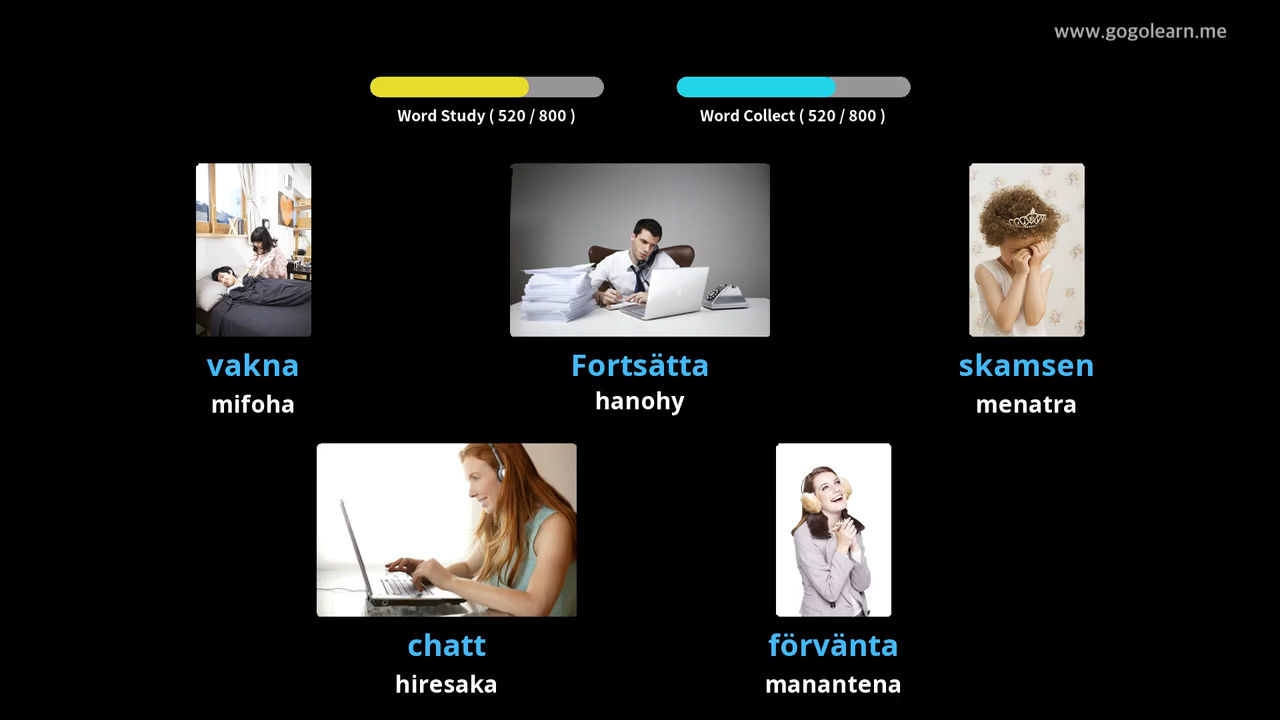 www.gogolearn.me
Word Study ( 520 / 800 )
Word Collect ( 520 / 800 )
vakna
mifoha
Fortsätta
hanohy
skamsen
menatra
chatt
hiresaka
förvänta
manantena